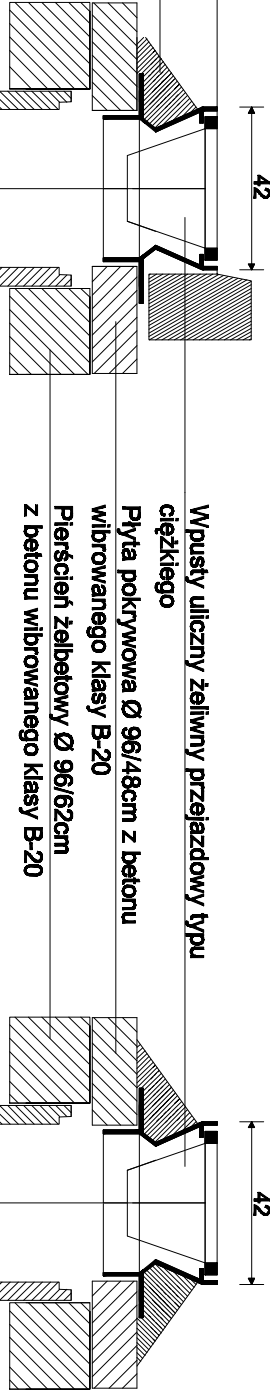 42
Wpusty uliczny żeliwny przejazdowy typu
ciężkiego
Płyta pokrywowa Ø 96/48cm z betonu
wibrowanego klasy B-20
Pierścień żelbetowy Ø 96/62cm
z betonu wibrowanego klasy B-20
42